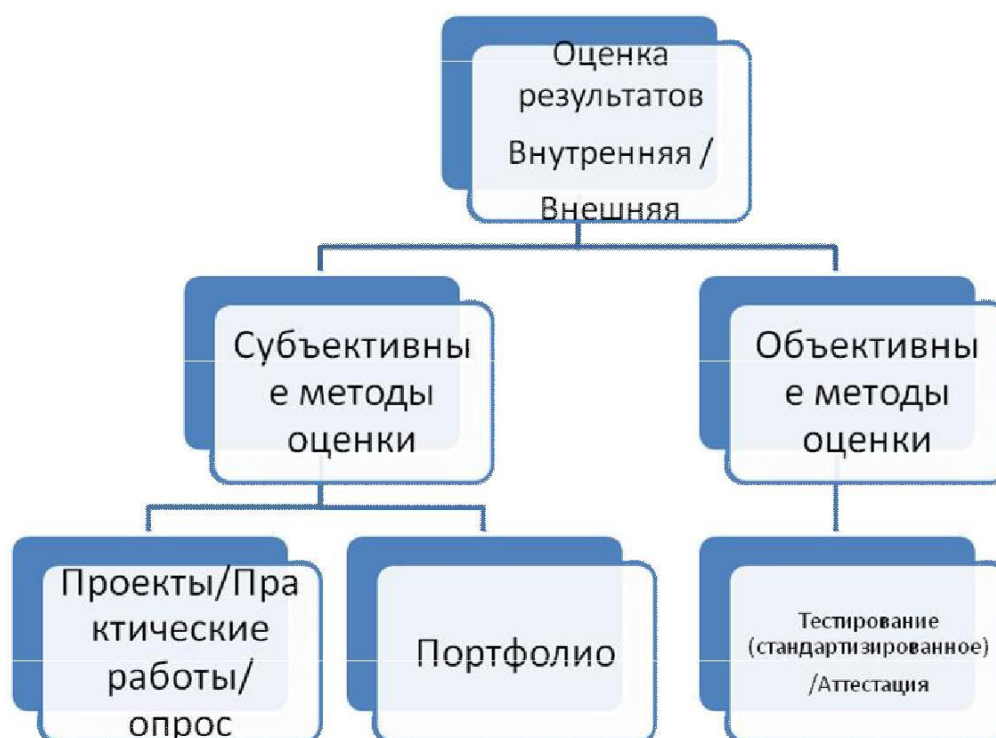 Оценка
результатов
Внутренняя /
Внешняя
Субъективны
е методы
оценки
Объективны
е методы
оценки
Проекты/Пра
ктические
работы/
опрос
Портфолио
Тестирование
(стандартизированное)
/Аттестация